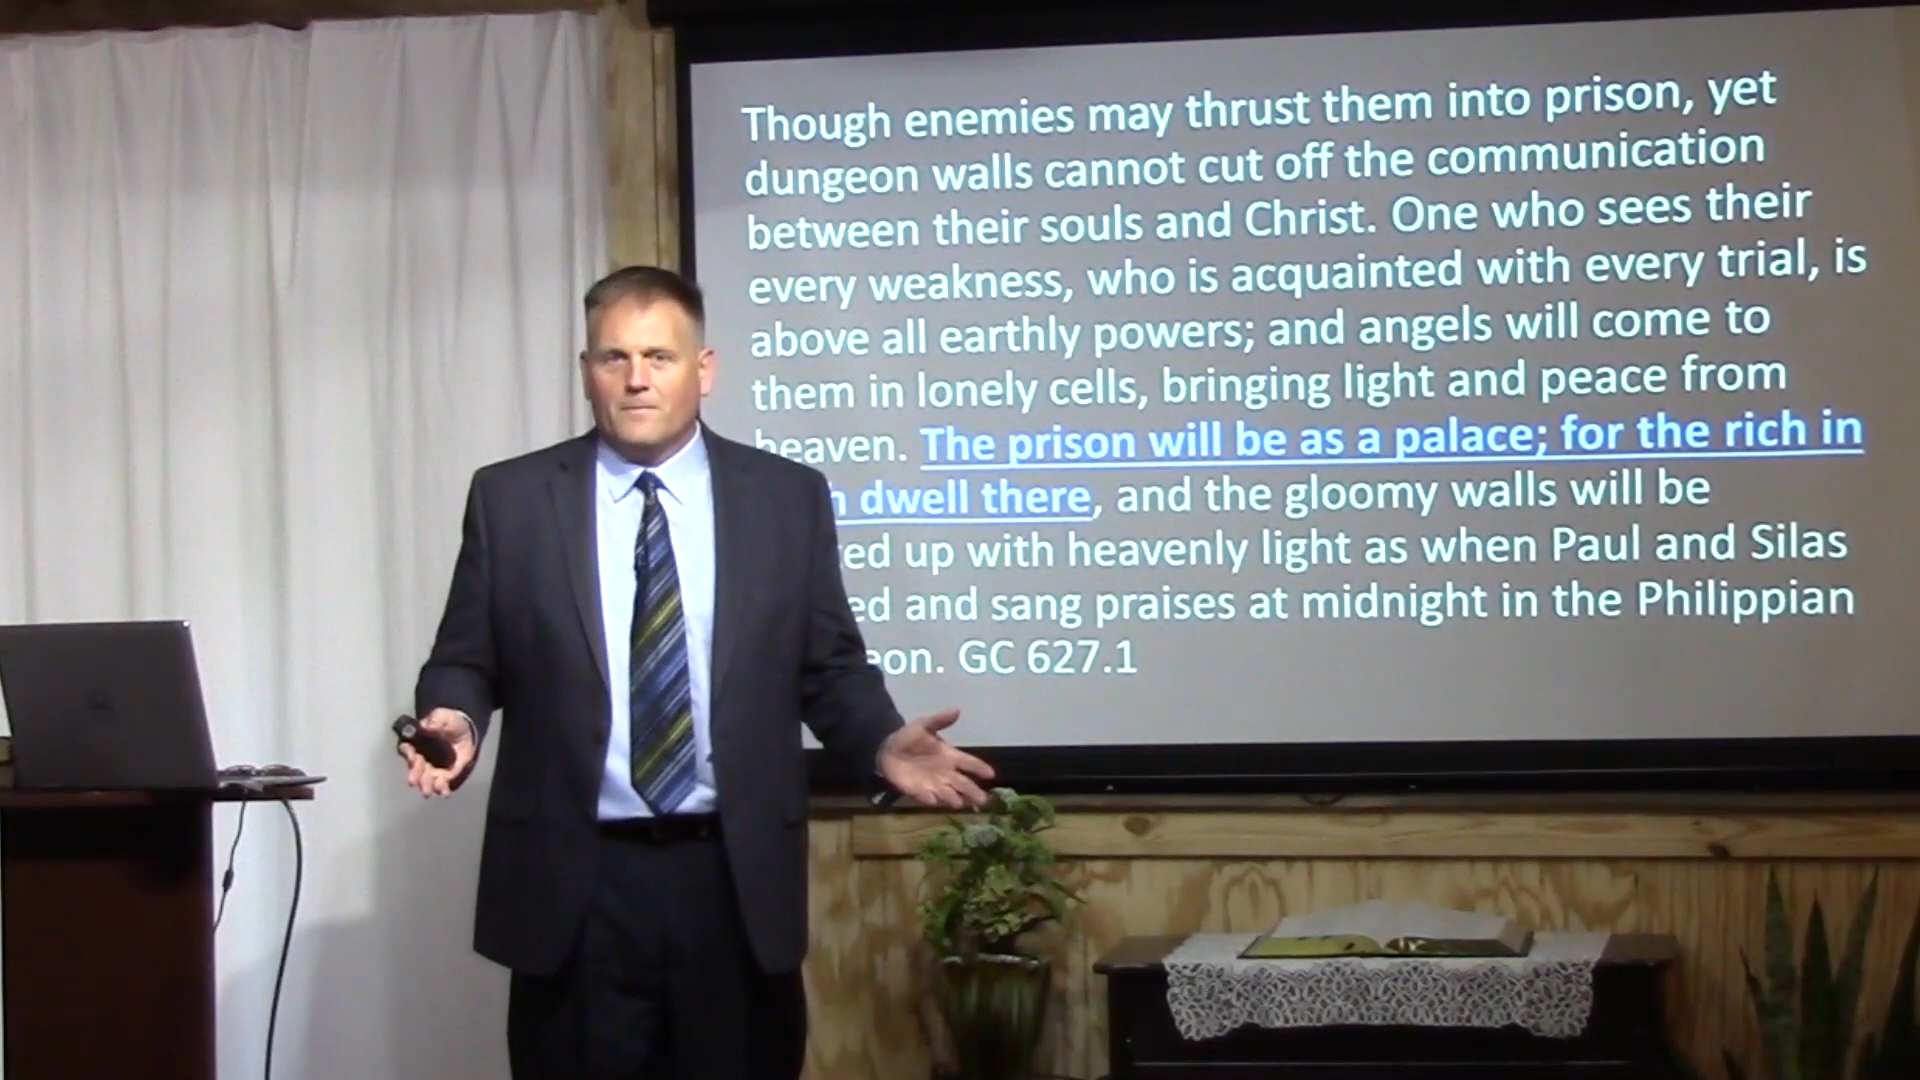 Though enemies may thrust them into prison, yet
dungeon walls cannot cut off the communication
between their souls and Christ. One who sees their
every weakness, who is acquainted with every trial, is
above all earthly powers; and angels will come to
them in lonely cells, bringing light and peace from
heaven. The prison will be as a palace; for the rich in
dwell there, and the gloomy walls will be
up with heavenly light as when Paul and Silas
and sang praises at midnight in the Philippian
GC 627.1